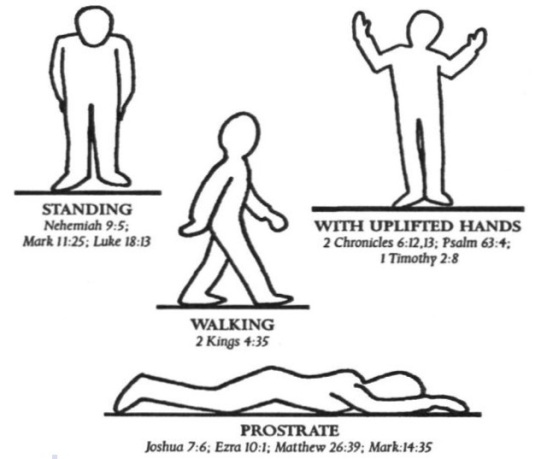 STANDING
Nehemiah 9:5;
Mark 11:25; Luke 18:13
WITH UPLIFTED HANDS
2 Chronicles 6:12,13; Psalm 63:4;
1 Timothy 2:8
WALKING
2 Kings 4:35
PROSTRATE
Joshua 7:6; Ezra 10:1; Matthew 26:39; Mark:14:35